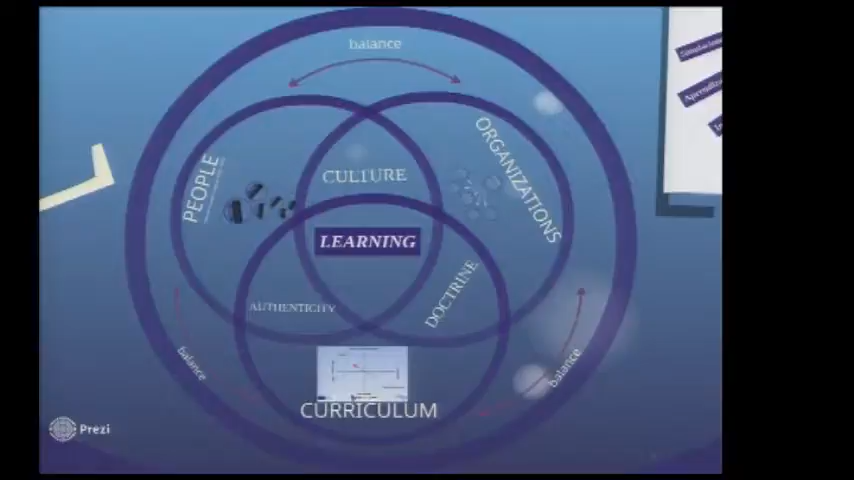 balance
PEOPLE
ORGANIZATIONS
CULTURE
LEARNING
AUTHENTICITY
DOCTRINE
balance
balance
CURRICULUM
Prezi